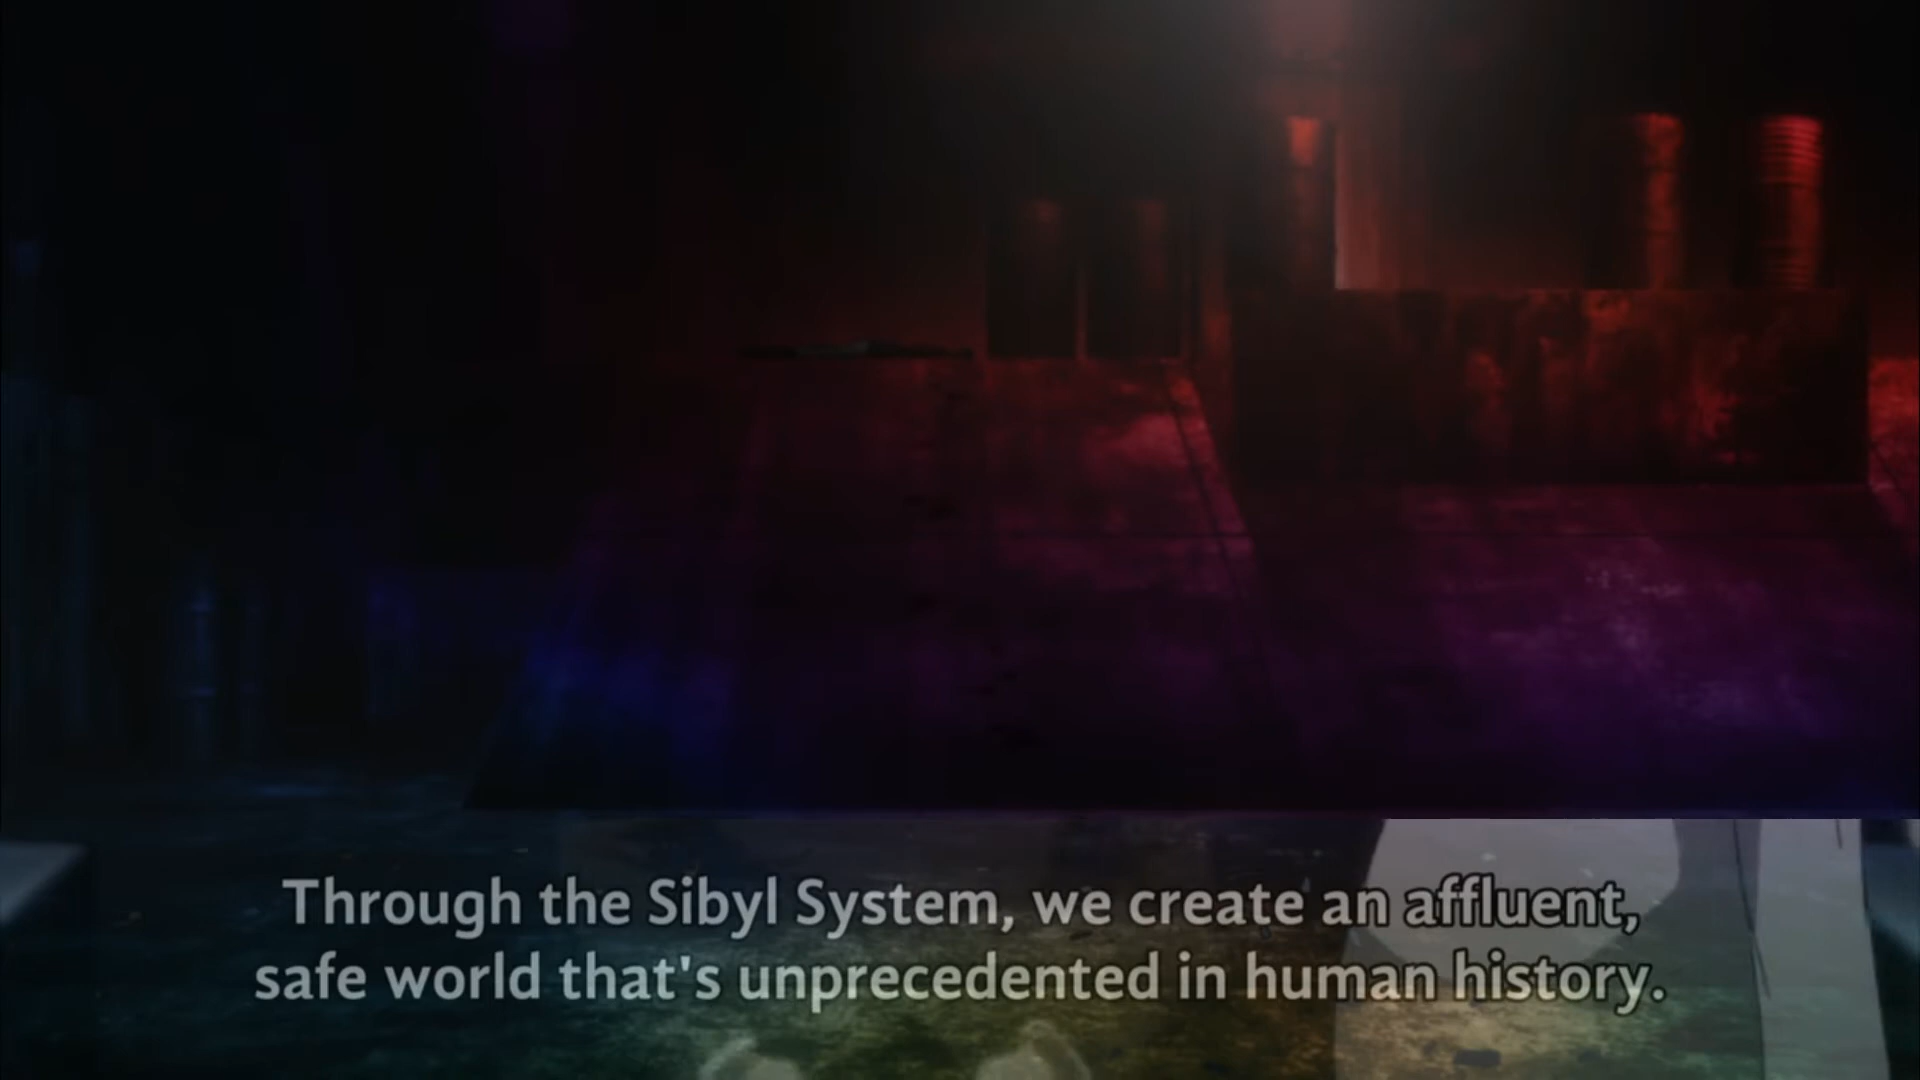 Through the Sibyl System, we create an affluent,
safe world that's unprecedented in human history.